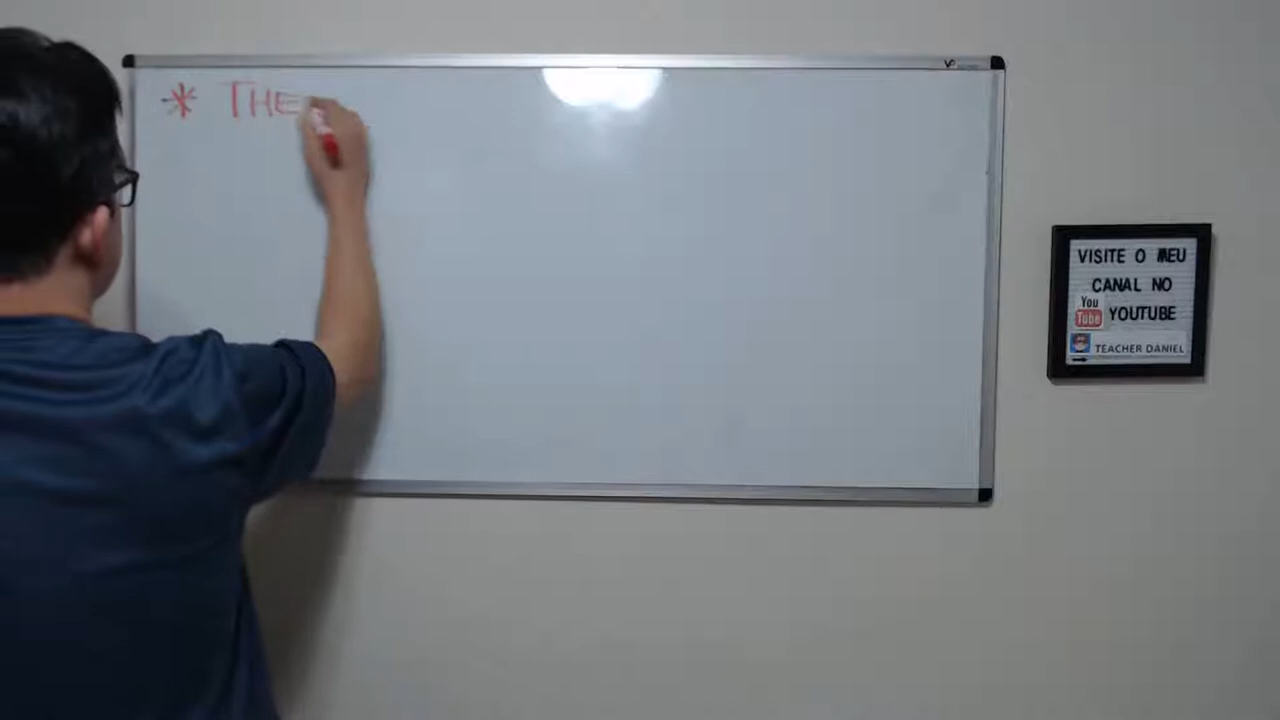 * THE
VISITE O MEU
CANAL NO
You Tube YOUTUBE
TEACHER DANIEL